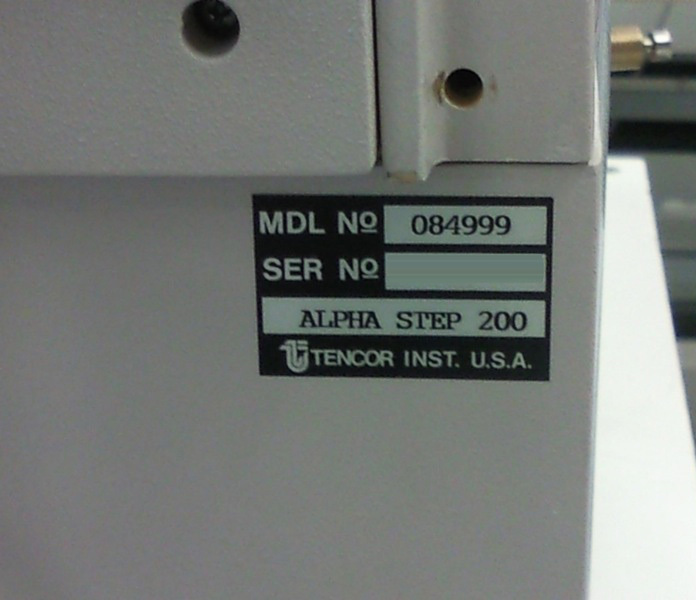 MDL Nº 084999
SER Nº
ALPHA STEP 200
TENCOR INST. U.S.A.